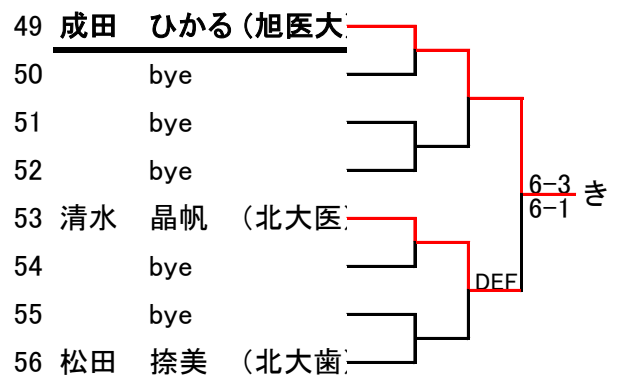 49 成田 ひかる (旭医大)
50 bye
51 bye
52 bye
6-3
6-1 き
53 清水 晶帆 (北大医)
54 bye
DEF
55 bye
56 松田 捺美 (北大歯)